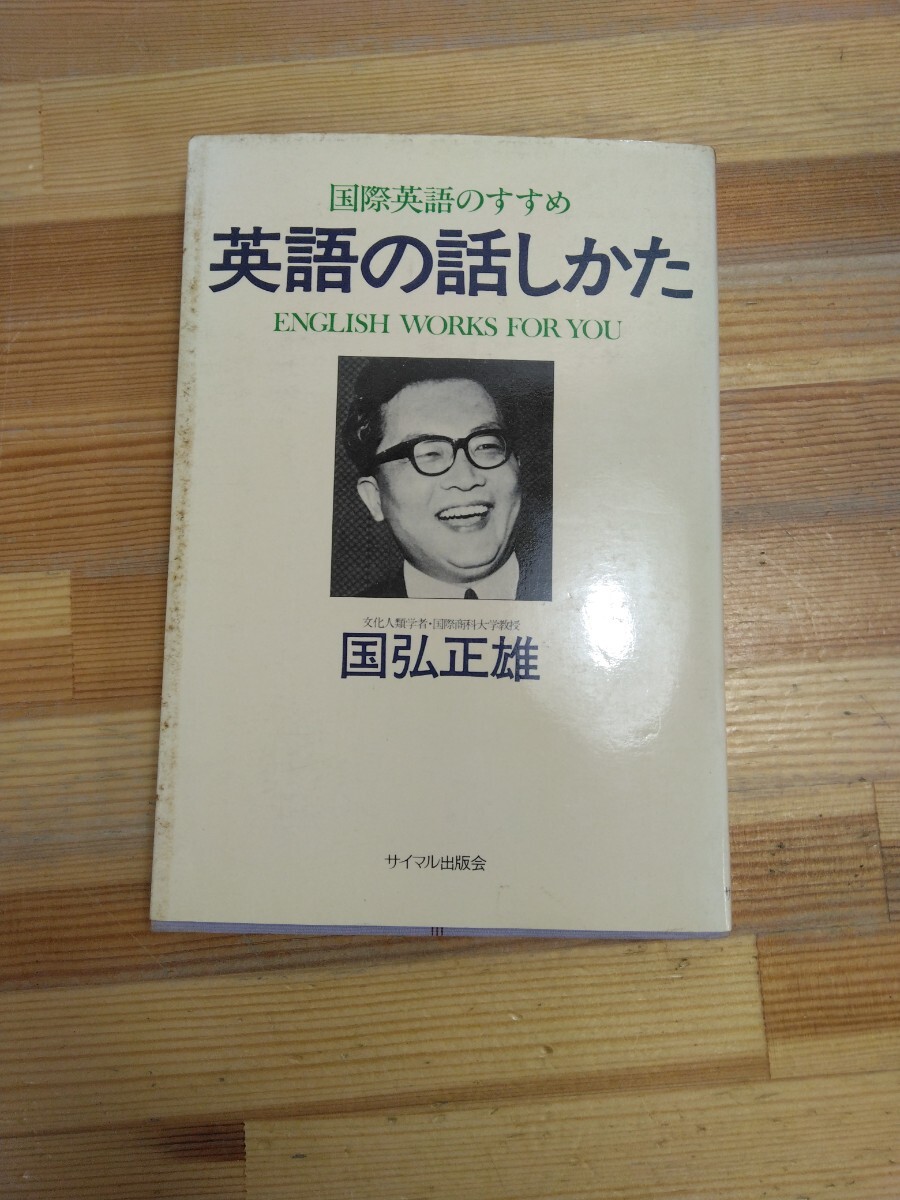 国際英語のすすめ
英語の話しかた
ENGLISH WORKS FOR YOU
文化人類学者・国際商科大学教授
国弘正雄
サイマル出版会